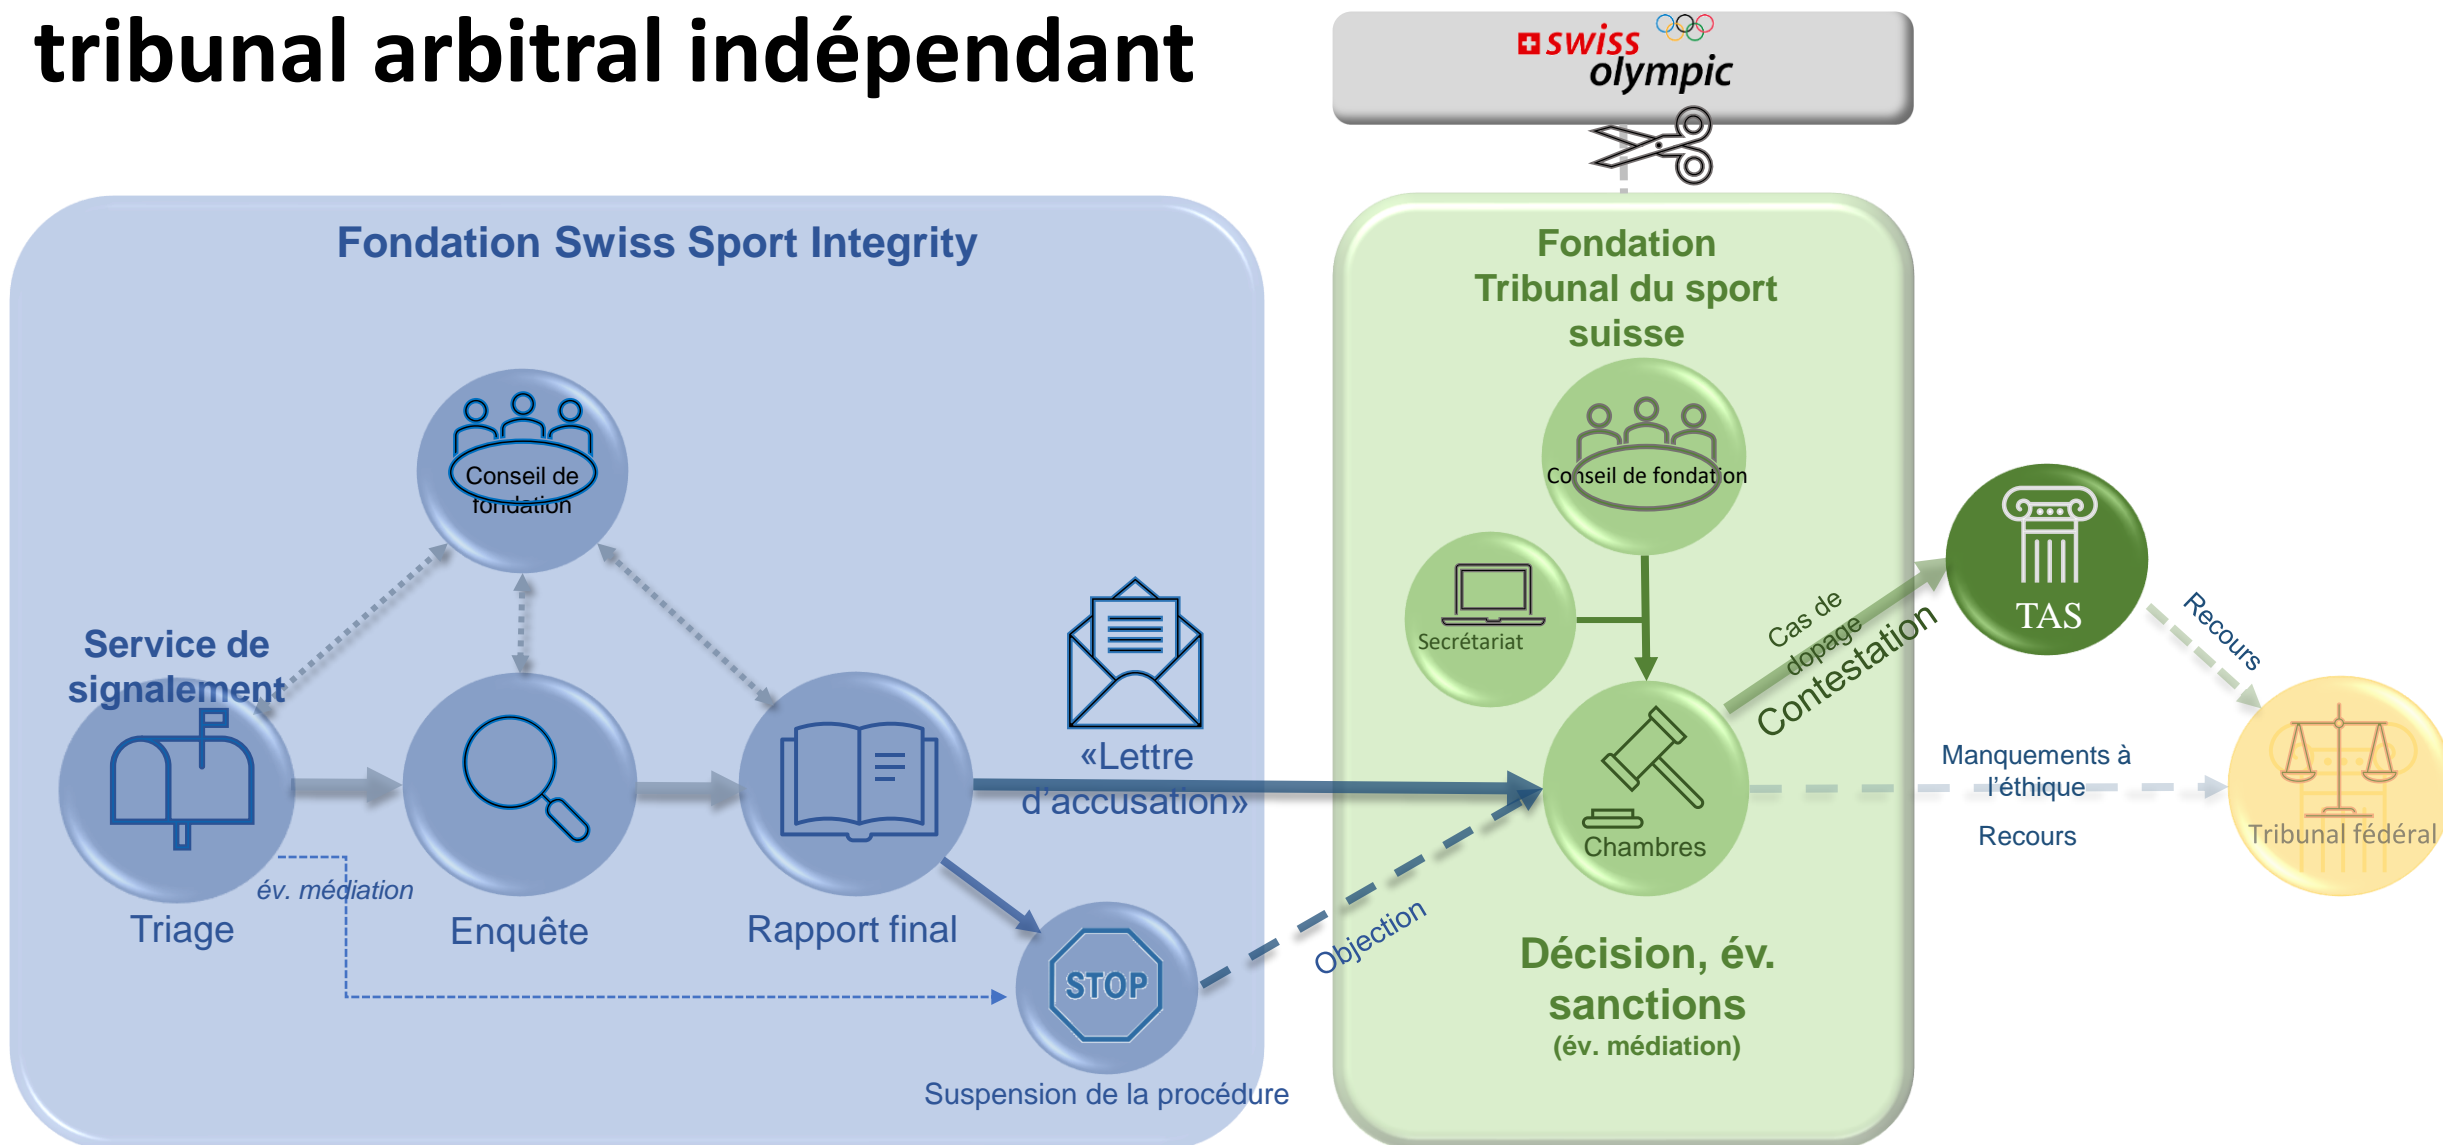 tribunal arbitral indépendant
swiss
olympic
Fondation Swiss Sport Integrity
Conseil de
fondation
Service de
signalement
év. médiation
Triage
Enquête
Rapport final
«Lettre
d’accusation»
STOP
Suspension de la procédure
Objection
Fondation
Tribunal du sport
suisse
Conseil de fondation
Secrétariat
Chambres
Décision, év.
sanctions
(év. médiation)
Cas de
dopage
Contestation
TAS
Recours
Manquements à
l’éthique
Recours
Tribunal fédéral